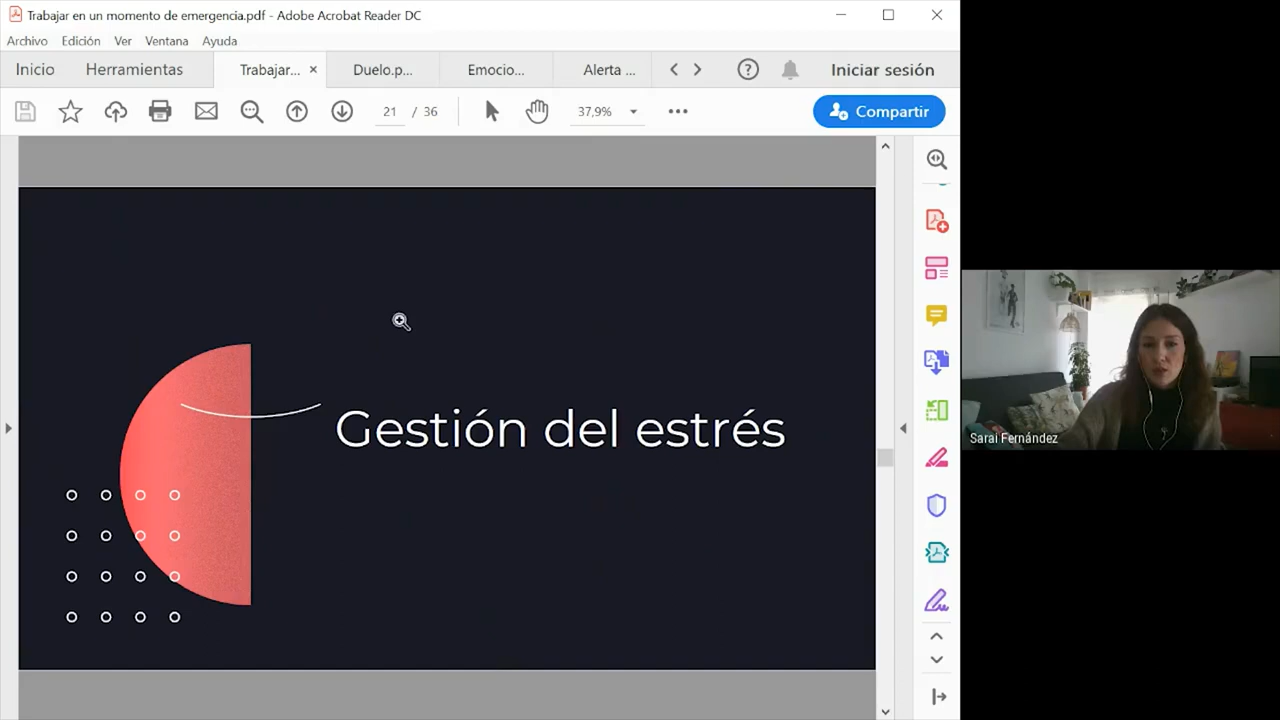 Trabajar en un momento de emergencia.pdf - Adobe Acrobat Reader DC
Archivo Edición Ver Ventana Ayuda
Inicio Herramientas Trabajar... Duelo.p... Emocio... Alerta ... Iniciar sesión
21 / 36 37,9% Compartir
Gestión del estrés
Sarai Fernández